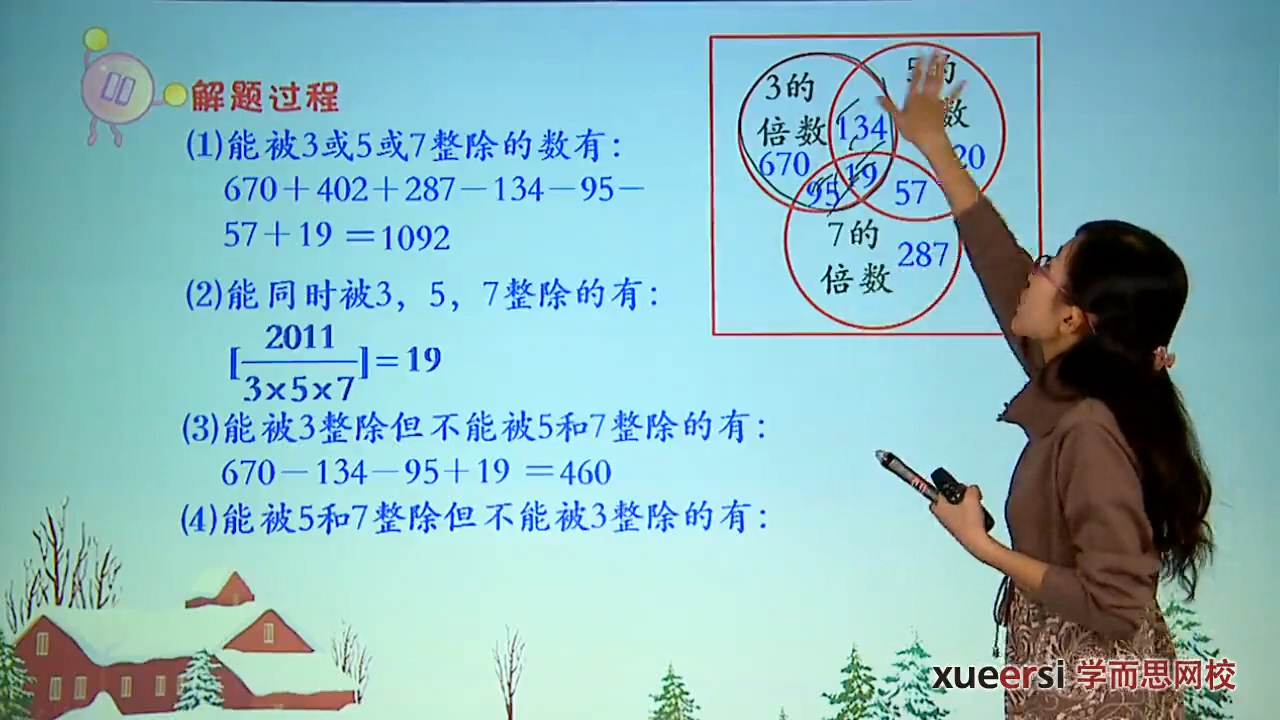 解题过程
(1)能被3或5或7整除的数有：
670＋402＋287－134－95－
57＋19 ＝1092
(2)能同时被3，5，7整除的有：
[2011
3×5×7]＝19
(3)能被3整除但不能被5和7整除的有：
670－134－95＋19 ＝460
(4)能被5和7整除但不能被3整除的有：
3的
倍数
670
134
的
数
20
95
19
57
7的
倍数
287
xueersi 学而思网校